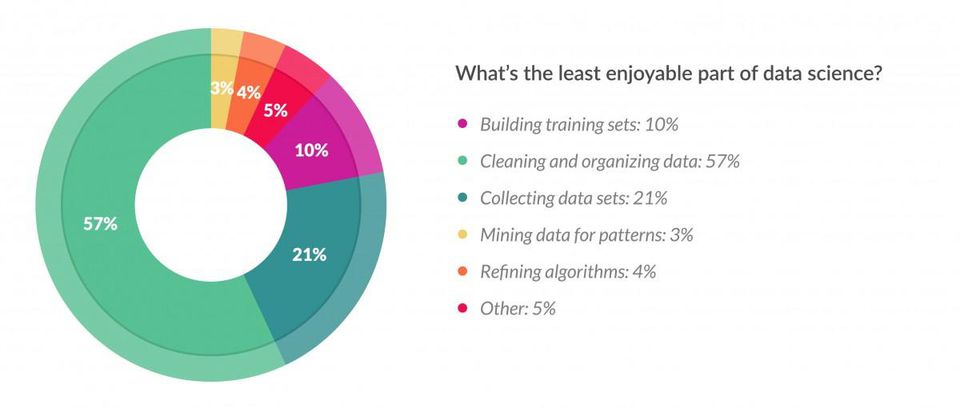 What's the least enjoyable part of data science?
Building training sets: 10%
Cleaning and organizing data: 57%
Collecting data sets: 21%
Mining data for patterns: 3%
Refining algorithms: 4%
Other: 5%
3%
4%
5%
10%
21%
57%